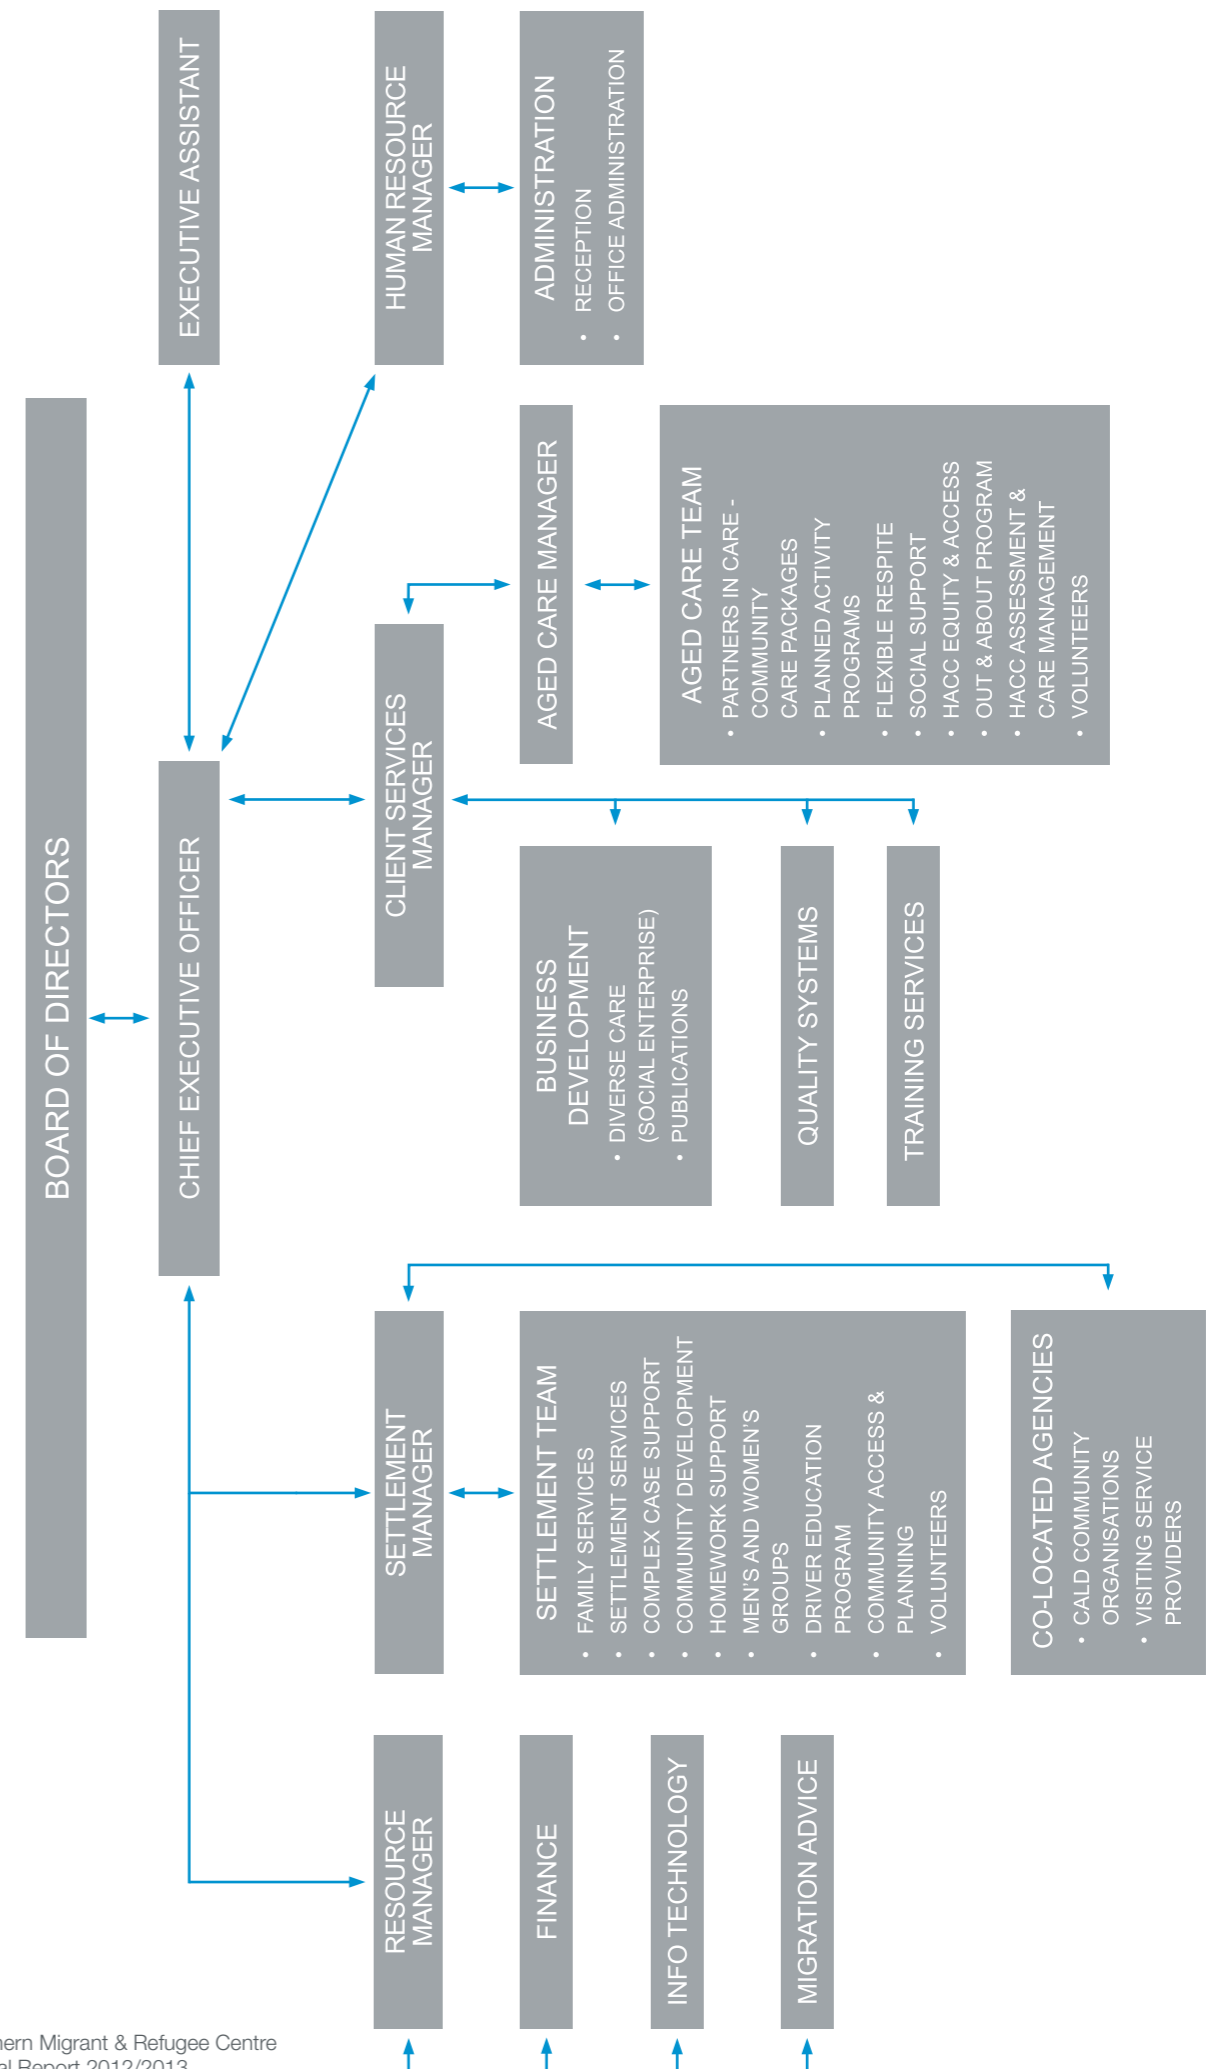 BOARD OF DIRECTORS
CHIEF EXECUTIVE OFFICER
EXECUTIVE ASSISTANT
RESOURCE
MANAGER
FINANCE
INFO TECHNOLOGY
MIGRATION ADVICE
SETTLEMENT
MANAGER
SETTLEMENT TEAM
• FAMILY SERVICES
• SETTLEMENT SERVICES
• COMPLEX CASE SUPPORT
• COMMUNITY DEVELOPMENT
• HOMEWORK SUPPORT
• MEN'S AND WOMEN'S
GROUPS
• DRIVER EDUCATION
PROGRAM
• COMMUNITY ACCESS &
PLANNING
• VOLUNTEERS
CO-LOCATED AGENCIES
• CALD COMMUNITY
ORGANISATIONS
• VISITING SERVICE
PROVIDERS
CLIENT SERVICES
MANAGER
BUSINESS
DEVELOPMENT
• DIVERSE CARE
(SOCIAL ENTERPRISE)
• PUBLICATIONS
QUALITY SYSTEMS
TRAINING SERVICES
AGED CARE MANAGER
AGED CARE TEAM
• PARTNERS IN CARE -
COMMUNITY
CARE PACKAGES
• PLANNED ACTIVITY
PROGRAMS
• FLEXIBLE RESPITE
• SOCIAL SUPPORT
• HACC EQUITY & ACCESS
• OUT & ABOUT PROGRAM
• HACC ASSESSMENT &
CARE MANAGEMENT
• VOLUNTEERS
HUMAN RESOURCE
MANAGER
ADMINISTRATION
• RECEPTION
• OFFICE ADMINISTRATION
hern Migrant & Refugee Centre
al Report 2012/2013